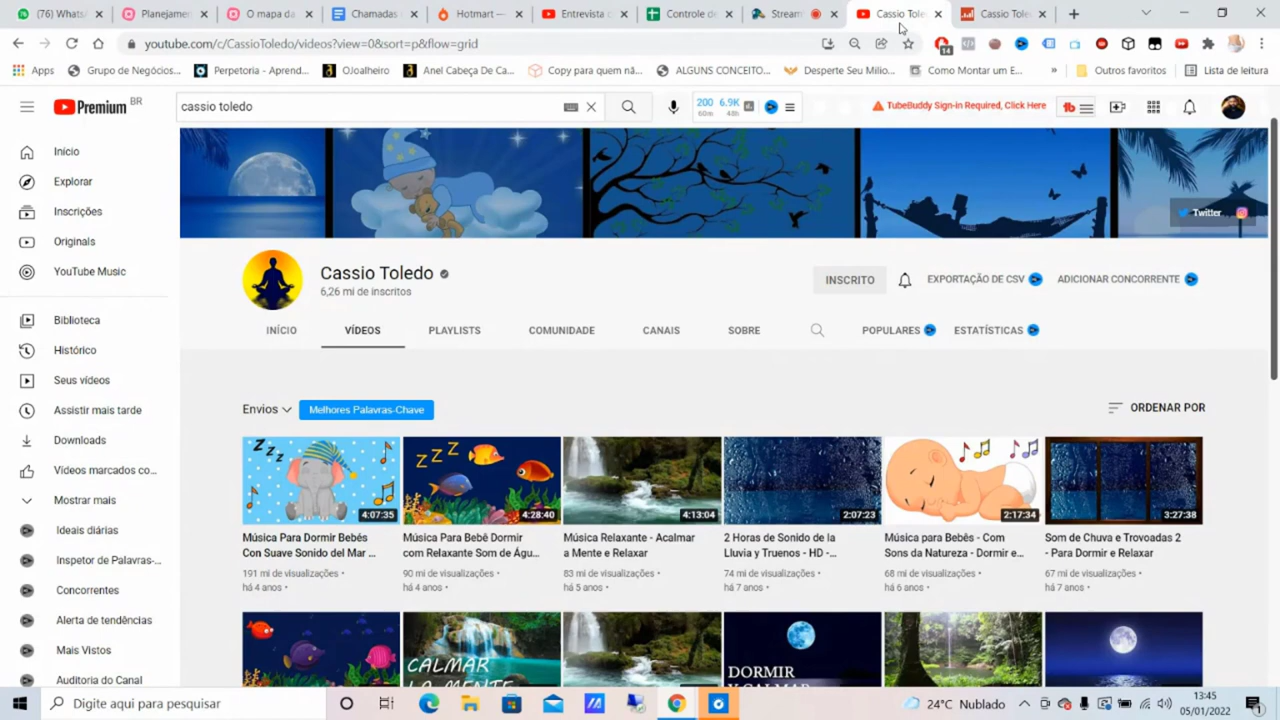 WhatsA
Planejamen
O mapa da
Chamadas
Hotmart —
Entrevista c
Controle de
Stream
Cassio Tole
Cassio Tole
youtube.com/c/CassioToledo/videos?view=0&sort=p&flow=grid
14
Apps
Grupo de Negócios...
Perpetoria - Aprend...
OJoalheiro
Anel Cabeça De Ca...
Copy para quem nã...
ALGUNS CONCEITO...
Desperte Seu Milio...
Como Montar um E...
Outros favoritos
Lista de leitura
Premium BR
cassio toledo
200 6.9K
60m 48h
TubeBuddy Sign-in Required, Click Here
tb
Início
Explorar
Inscrições
Originals
YouTube Music
Biblioteca
Histórico
Seus vídeos
Assistir mais tarde
Downloads
Vídeos marcados co...
Mostrar mais
Ideais diárias
Inspetor de Palavras-...
Concorrentes
Alerta de tendências
Mais Vistos
Auditoria do Canal
Twitter
Cassio Toledo
6,26 mi de inscritos
INSCRITO
EXPORTAÇÃO DE CSV
ADICIONAR CONCORRENTE
INÍCIO
VÍDEOS
PLAYLISTS
COMUNIDADE
CANAIS
SOBRE
POPULARES
ESTATÍSTICAS
Envios
Melhores Palavras-Chave
ORDENAR POR
ZZZ
4:07:35
Música Para Dormir Bebés
Con Suave Sonido del Mar ...
191 mi de visualizações •
há 4 anos •
ZZZ
4:28:40
Música Para Bebê Dormir
com Relaxante Som de Águ...
90 mi de visualizações •
há 4 anos •
4:13:04
Música Relaxante - Acalmar
a Mente e Relaxar
83 mi de visualizações •
há 5 anos •
2:07:23
2 Horas de Sonido de la
Lluvia y Truenos - HD -...
74 mi de visualizações •
há 7 anos •
2:17:34
Música para Bebês - Com
Sons da Natureza - Dormir e...
68 mi de visualizações •
há 6 anos •
3:27:38
Som de Chuva e Trovoadas 2
- Para Dormir e Relaxar
67 mi de visualizações •
há 7 anos •
CALMAR
LA MENTE
DORMIR
Y CALMAR
Digite aqui para pesquisar
24°C Nublado
13:45
05/01/2022
1